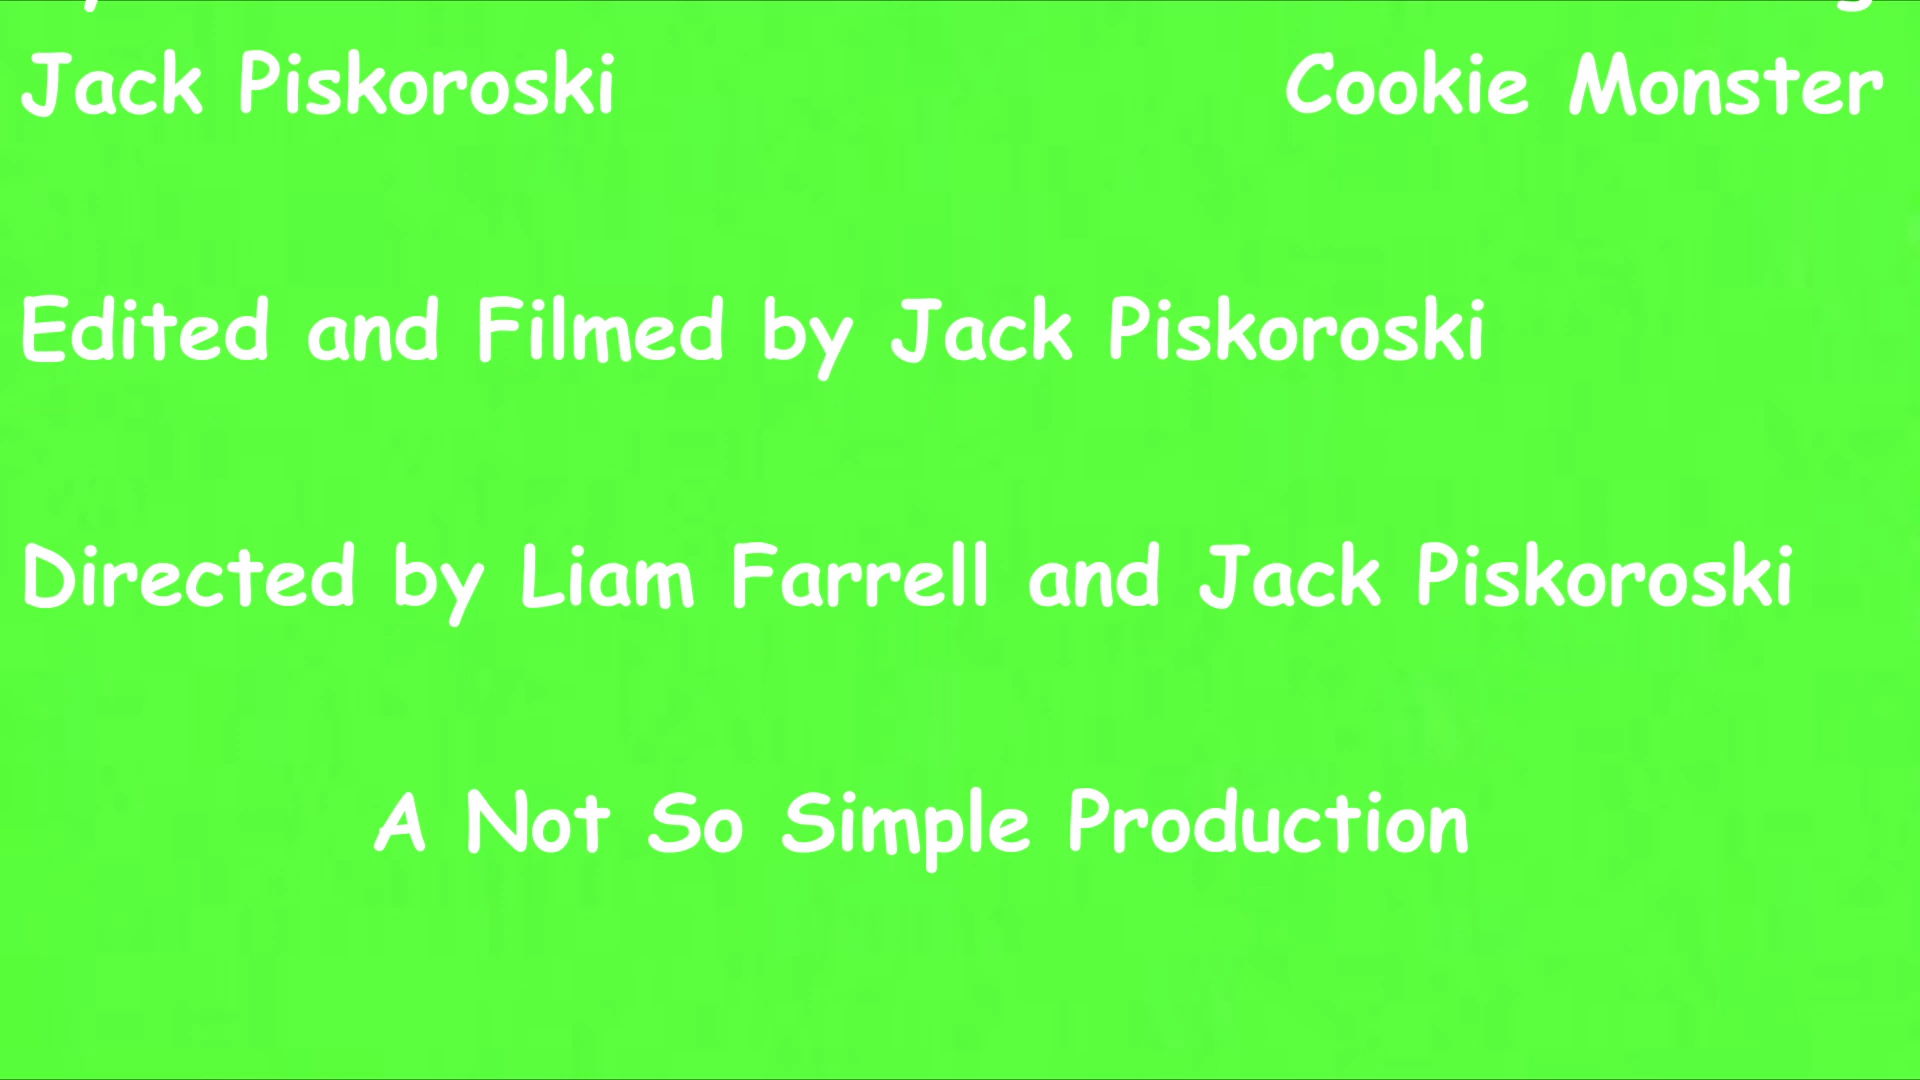 Jack Piskoroski Cookie Monster
Edited and Filmed by Jack Piskoroski
Directed by Liam Farrell and Jack Piskoroski
A Not So Simple Production